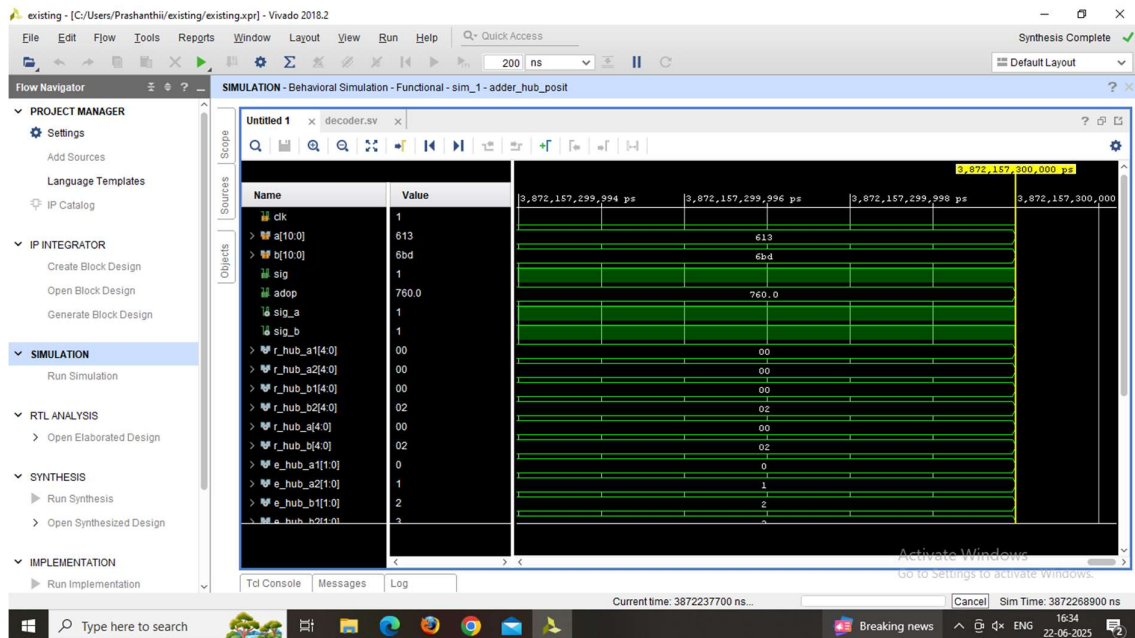 existing - [C:/Users/Prashanthii/existing/existing.xpr] - Vivado 2018.2
File Edit Flow Tools Reports Window Layout View Run Help Quick Access Synthesis Complete
200 ns Default Layout
Flow Navigator
SIMULATION - Behavioral Simulation - Functional - sim_1 - adder_hub_posit
PROJECT MANAGER
Settings
Add Sources
Language Templates
IP Catalog
IP INTEGRATOR
Create Block Design
Open Block Design
Generate Block Design
SIMULATION
Run Simulation
RTL ANALYSIS
Open Elaborated Design
SYNTHESIS
Run Synthesis
Open Synthesized Design
IMPLEMENTATION
Run Implementation
Scope
Sources
Objects
Untitled 1 decoder.sv
3,872,157,300,000 ps
Name Value 3,872,157,299,994 ps 3,872,157,299,996 ps 3,872,157,299,998 ps 3,872,157,300,000
clk 1
a[10:0] 613 613
b[10:0] 6bd 6bd
sig 1
adop 760.0 760.0
sig_a 1
sig_b 1
r_hub_a1[4:0] 00 00
r_hub_a2[4:0] 00 00
r_hub_b1[4:0] 00 00
r_hub_b2[4:0] 02 02
r_hub_a[4:0] 00 00
r_hub_b[4:0] 02 02
e_hub_a1[1:0] 0 0
e_hub_a2[1:0] 1 1
e_hub_b1[1:0] 2 2
e_hub_b2[1:0] 3
Activate Windows
Go to Settings to activate Windows.
Tcl Console Messages Log
Current time: 3872237700 ns... Cancel Sim Time: 3872268900 ns
Type here to search Breaking news ENG 16:34
22-06-2025